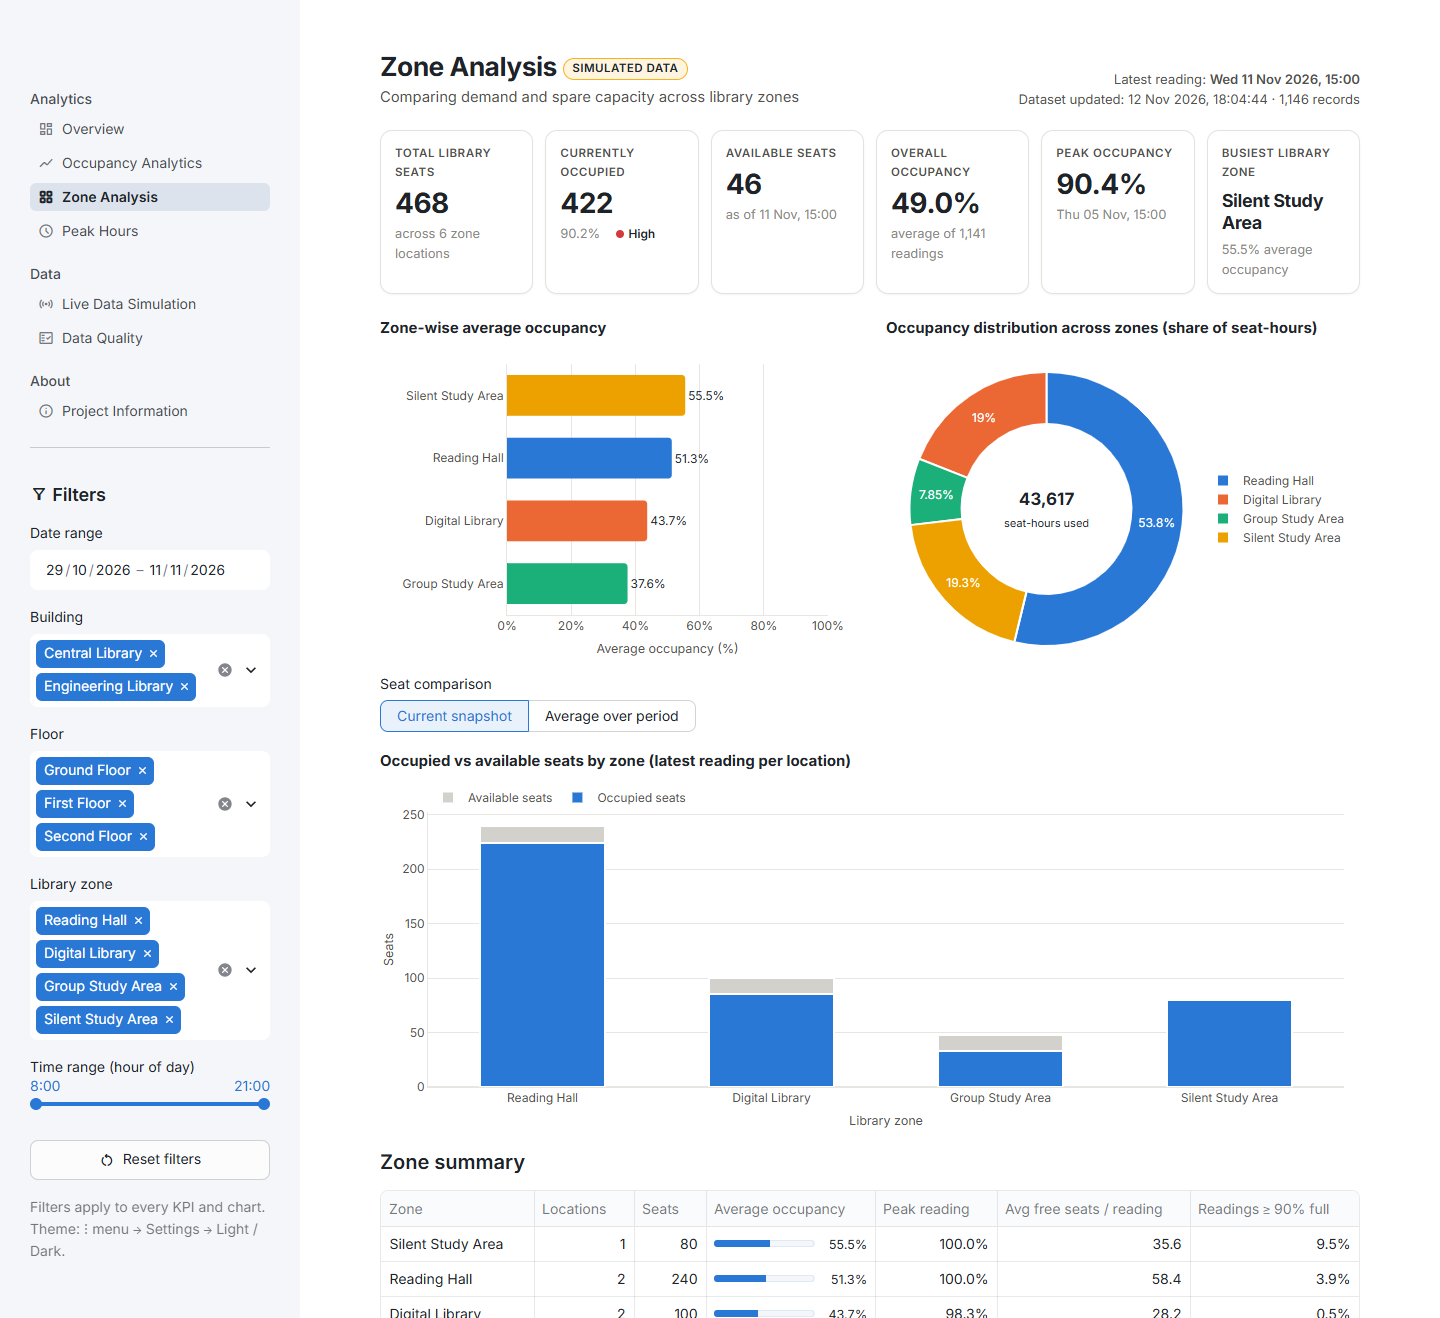 Analytics
Overview
Occupancy Analytics
Zone Analysis
Peak Hours
Data
Live Data Simulation
Data Quality
About
Project Information
Filters
Date range
29/10/2026 – 11/11/2026
Building
Central Library ×
Engineering Library ×
Floor
Ground Floor ×
First Floor ×
Second Floor ×
Library zone
Reading Hall ×
Digital Library ×
Group Study Area ×
Silent Study Area ×
Time range (hour of day)
8:00 21:00
Reset filters
Filters apply to every KPI and chart.
Theme: ⋮ menu → Settings → Light /
Dark.
Zone Analysis SIMULATED DATA
Comparing demand and spare capacity across library zones
Latest reading: Wed 11 Nov 2026, 15:00
Dataset updated: 12 Nov 2026, 18:04:44 · 1,146 records
TOTAL LIBRARY
SEATS
468
across 6 zone
locations
CURRENTLY
OCCUPIED
422
90.2% High
AVAILABLE SEATS
46
as of 11 Nov, 15:00
OVERALL
OCCUPANCY
49.0%
average of 1,141
readings
PEAK OCCUPANCY
90.4%
Thu 05 Nov, 15:00
BUSIEST LIBRARY
ZONE
Silent Study
Area
55.5% average
occupancy
Zone-wise average occupancy
Silent Study Area 55.5%
Reading Hall 51.3%
Digital Library 43.7%
Group Study Area 37.6%
0% 20% 40% 60% 80% 100%
Average occupancy (%)
Occupancy distribution across zones (share of seat-hours)
19%
7.85%
19.3%
53.8%
43,617
seat-hours used
Reading Hall
Digital Library
Group Study Area
Silent Study Area
Seat comparison
Current snapshot Average over period
Occupied vs available seats by zone (latest reading per location)
Available seats Occupied seats
250
200
150
100
50
0
Seats
Reading Hall Digital Library Group Study Area Silent Study Area
Library zone
Zone summary
Zone Locations Seats Average occupancy Peak reading Avg free seats / reading Readings ≥ 90% full
Silent Study Area 1 80 55.5% 100.0% 35.6 9.5%
Reading Hall 2 240 51.3% 100.0% 58.4 3.9%
Digital Library 2 100 43.7% 98.3% 28.2 0.5%